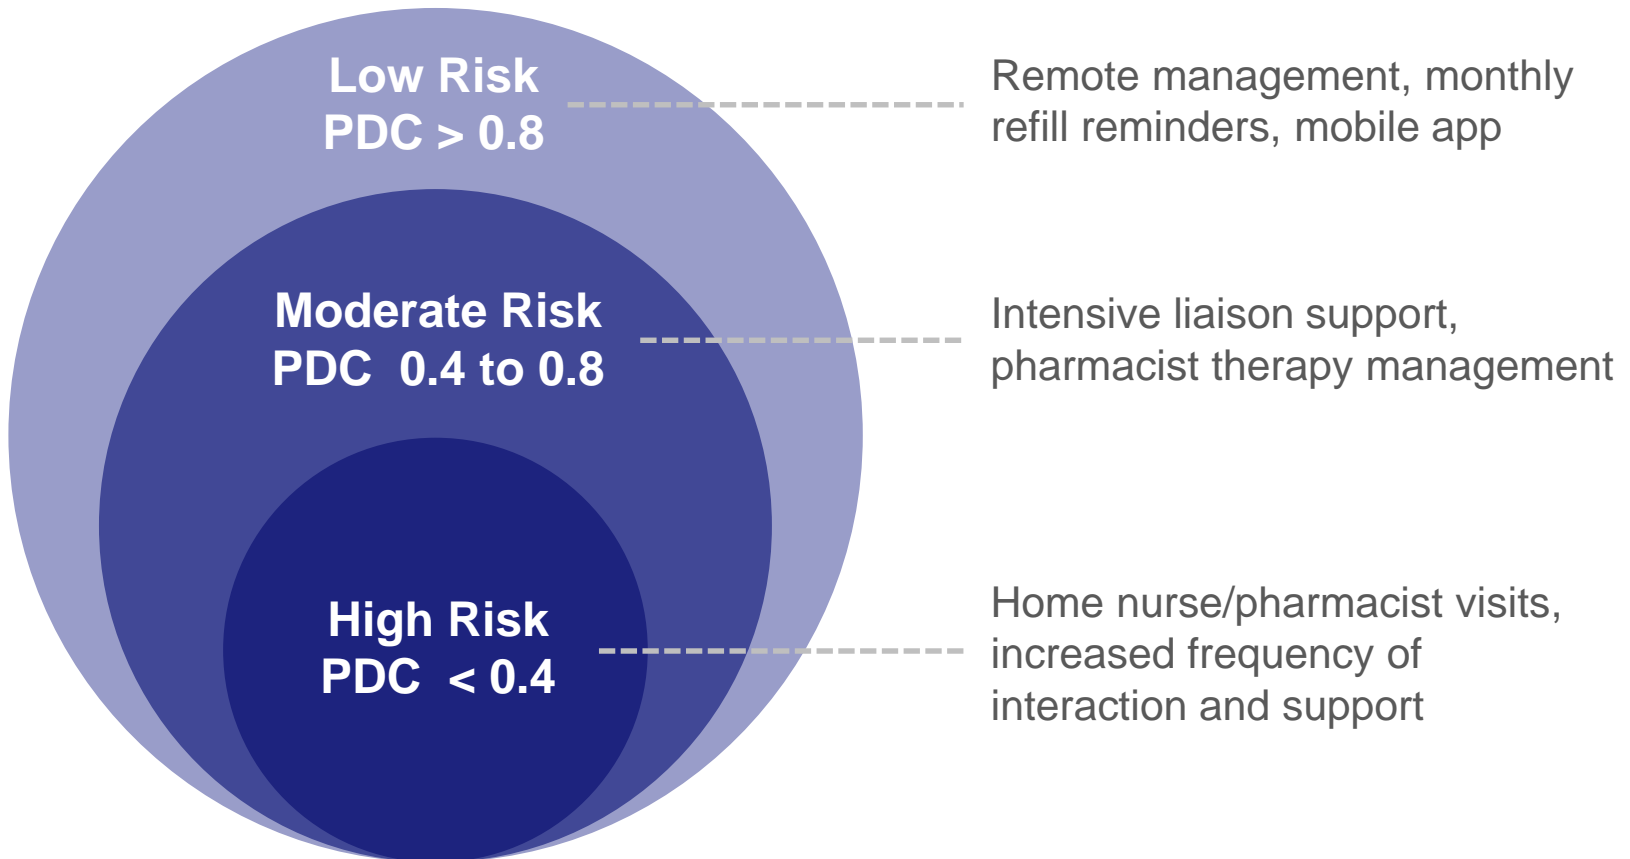 Low Risk
PDC > 0.8
Remote management, monthly
refill reminders, mobile app
Moderate Risk
PDC  0.4 to 0.8
Intensive liaison support,
pharmacist therapy management
High Risk
PDC  < 0.4
Home nurse/pharmacist visits,
increased frequency of
interaction and support